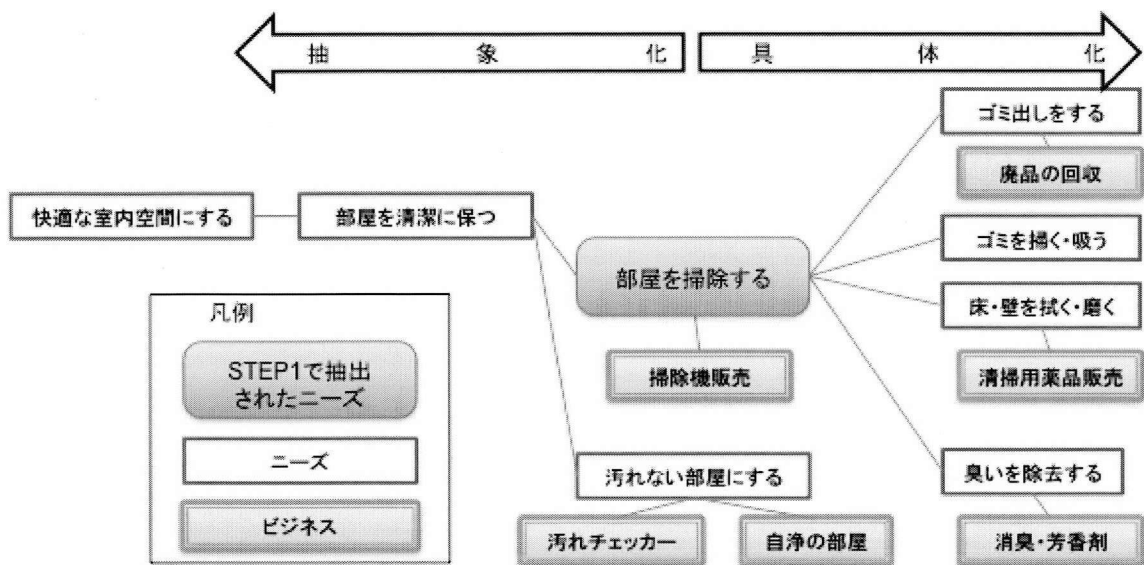 抽象化
具体化
ゴミ出しをする
廃品の回収
快適な室内空間にする
部屋を清潔に保つ
ゴミを掃く・吸う
部屋を掃除する
床・壁を拭く・磨く
凡例
STEP1で抽出
されたニーズ
掃除機販売
清掃用薬品販売
ニーズ
汚れない部屋にする
臭いを除去する
ビジネス
汚れチェッカー
自浄の部屋
消臭・芳香剤